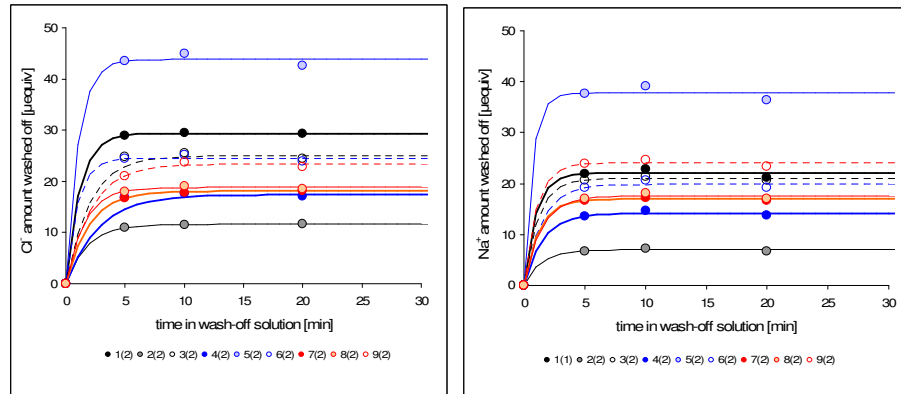 Cl⁻ amount washed off [µequiv]
50
40
30
20
10
0
0 5 10 15 20 25 30
time in wash-off solution [min]
1(2) 2(2) 3(2) 4(2) 5(2) 6(2) 7(2) 8(2) 9(2)
Na⁺ amount washed off [µequiv]
50
40
30
20
10
0
0 5 10 15 20 25 30
time in wash-off solution [min]
1(1) 2(2) 3(2) 4(2) 5(2) 6(2) 7(2) 8(2) 9(2)